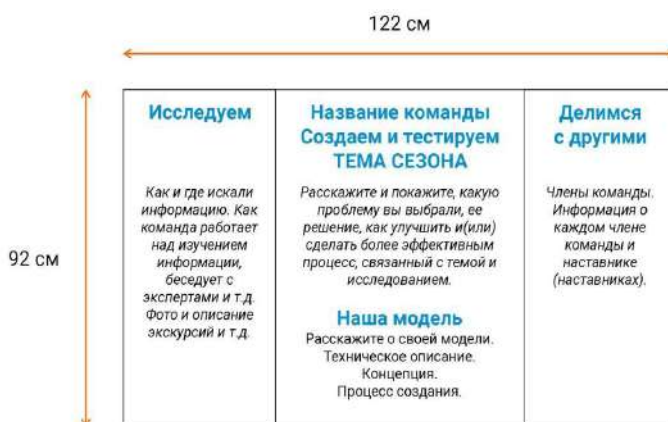 122 см
92 см
Исследуем
Как и где искали
информацию. Как
команда работает
над изучением
информации,
беседует с
экспертами и т.д.
Фото и описание
экскурсий и т.д.
Название команды
Создаем и тестируем
ТЕМА СЕЗОНА
Расскажите и покажите, какую
проблему вы выбрали, ее
решение, как улучшить и(или)
сделать более эффективным
процесс, связанный с темой и
исследованием.
Наша модель
Расскажите о своей модели.
Техническое описание.
Концепция.
Процесс создания.
Делимся
с другими
Члены команды.
Информация о
каждом члене
команды и
наставнике
(наставниках).